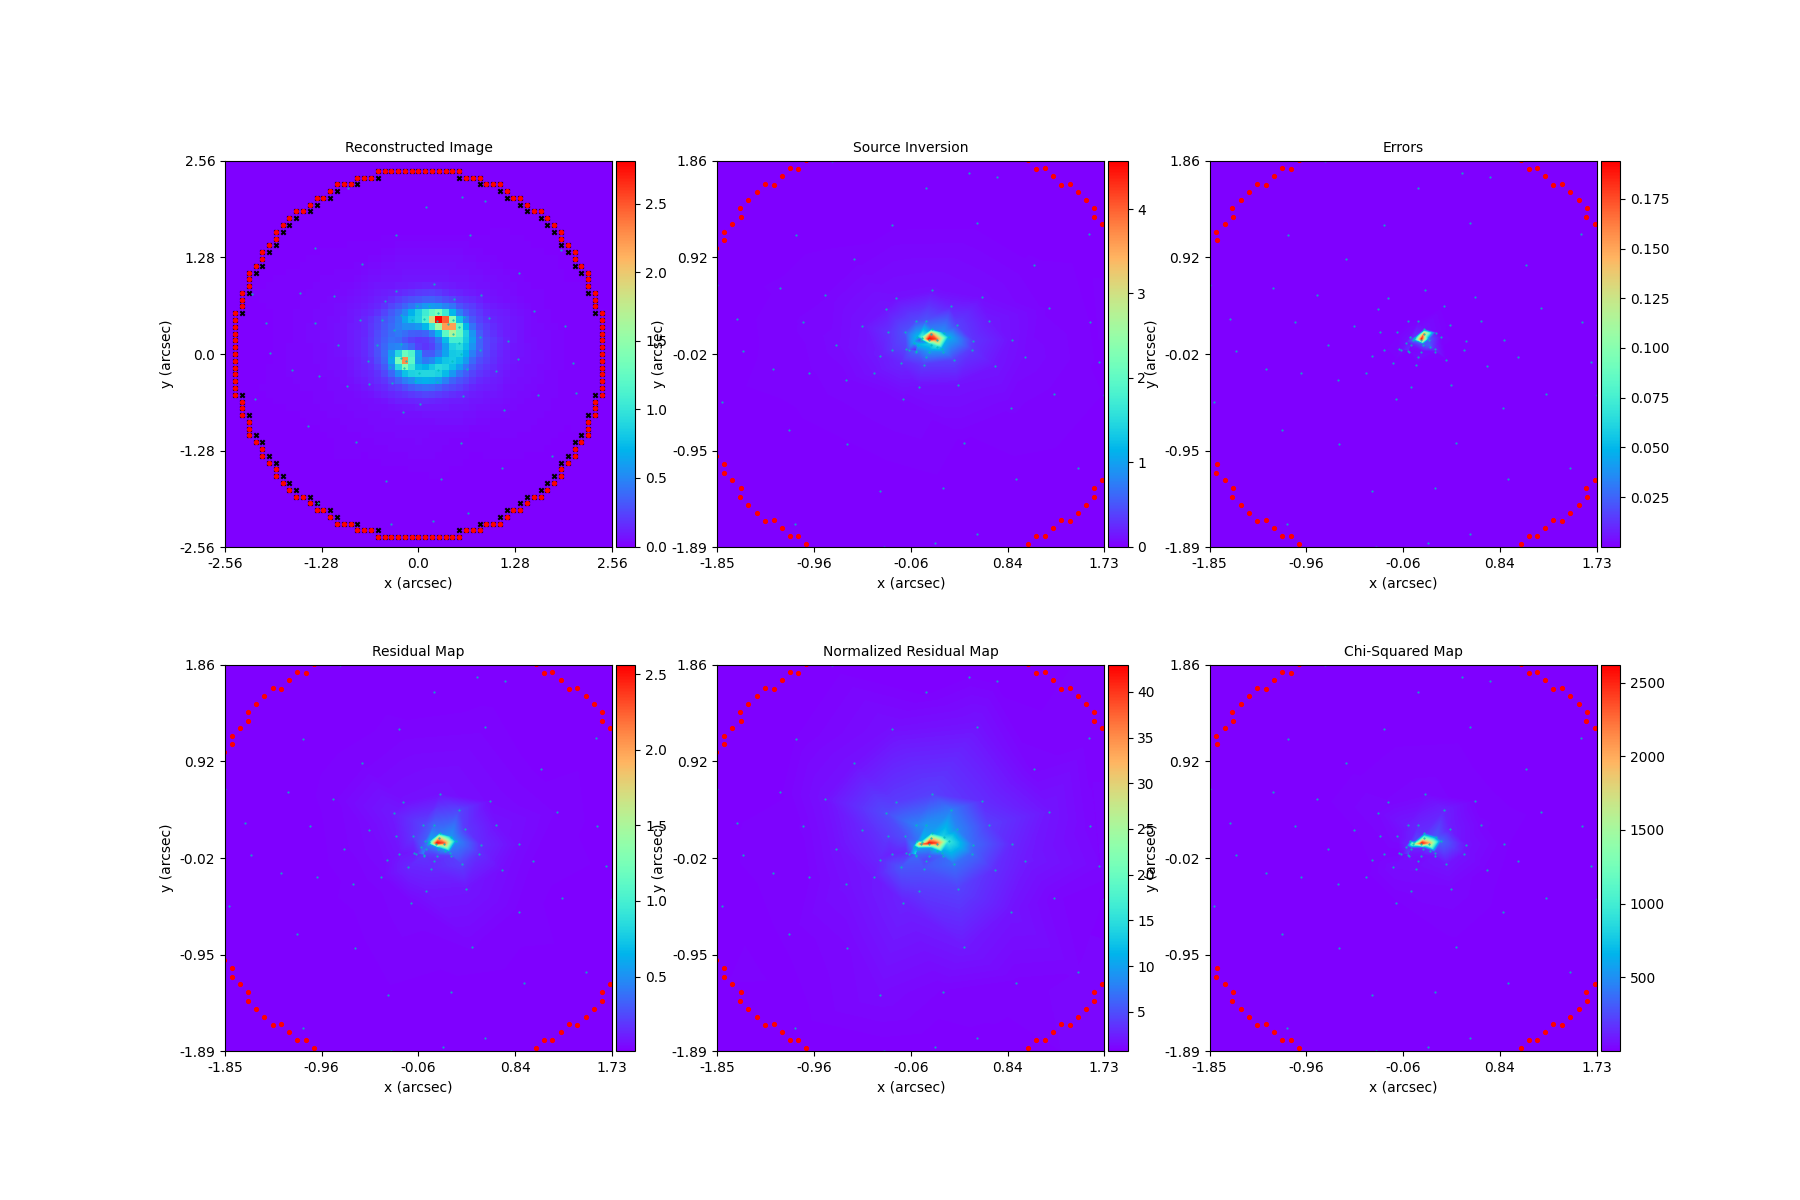 Reconstructed Image
Source Inversion
Errors
2.56
1.28
0.0
-1.28
-2.56
y (arcsec)
-2.56 -1.28 0.0 1.28 2.56
x (arcsec)
2.5
2.0
1.5
1.0
0.5
0.0
1.86
0.92
-0.02
-0.95
-1.89
y (arcsec)
-1.85 -0.96 -0.06 0.84 1.73
x (arcsec)
4
3
2
1
0
1.86
0.92
-0.02
-0.95
-1.89
y (arcsec)
-1.85 -0.96 -0.06 0.84 1.73
x (arcsec)
0.175
0.150
0.125
0.100
0.075
0.050
0.025
Residual Map
Normalized Residual Map
Chi-Squared Map
1.86
0.92
-0.02
-0.95
-1.89
y (arcsec)
-1.85 -0.96 -0.06 0.84 1.73
x (arcsec)
2.5
2.0
1.5
1.0
0.5
1.86
0.92
-0.02
-0.95
-1.89
y (arcsec)
-1.85 -0.96 -0.06 0.84 1.73
x (arcsec)
40
35
30
25
20
15
10
5
1.86
0.92
-0.02
-0.95
-1.89
y (arcsec)
-1.85 -0.96 -0.06 0.84 1.73
x (arcsec)
2500
2000
1500
1000
500